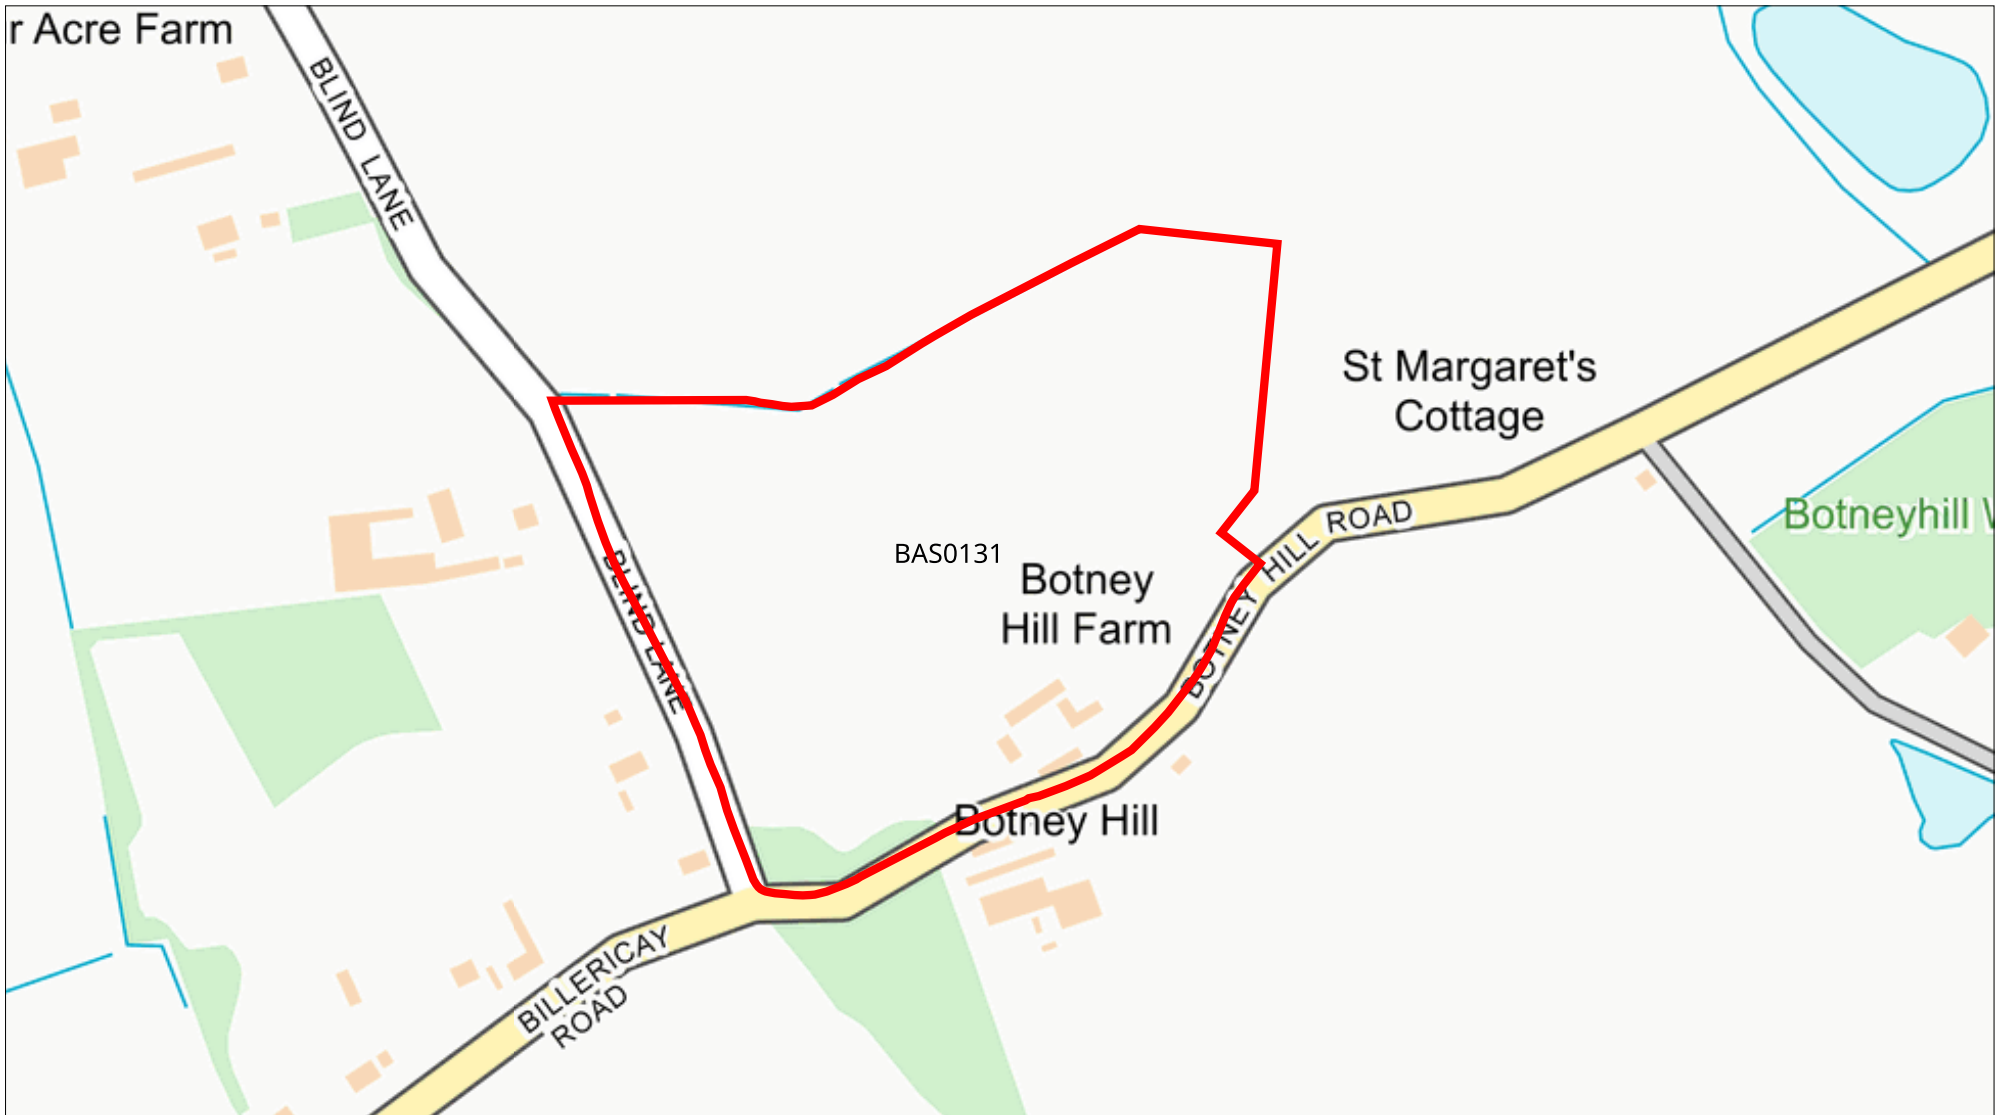 r Acre Farm
BLIND LANE
St Margaret's
Cottage
Botneyhill
BOTNEY HILL ROAD
BAS0131
Botney
Hill Farm
BLIND LANE
Botney Hill
BILLERICAY
ROAD